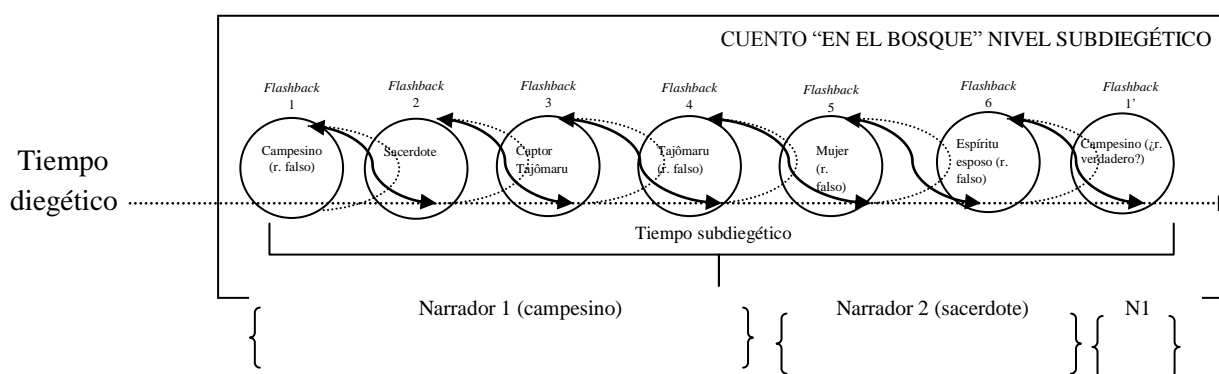 CUENTO “EN EL BOSQUE” NIVEL SUBDIEGÉTICO
Flashback
1
Flashback
2
Flashback
3
Flashback
4
Flashback
5
Flashback
6
Flashback
1’
Campesino
(r. falso)
Sacerdote
Captor
Tajômaru
Tajômaru
(r. falso)
Mujer
(r.
falso)
Espíritu
esposo (r.
falso)
Campesino (¿r.
verdadero?)
Tiempo
diegético
Tiempo subdiegético
Narrador 1 (campesino)
Narrador 2 (sacerdote)
N1